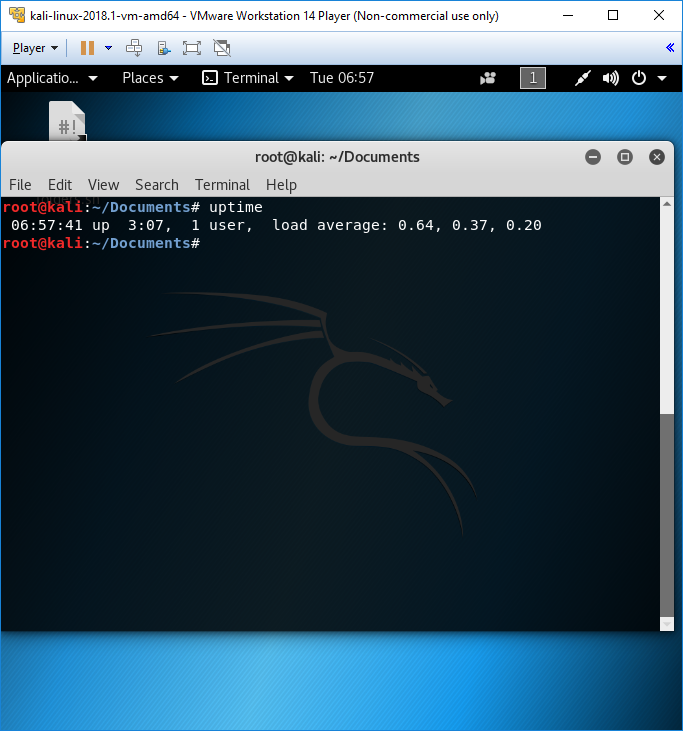 kali-linux-2018.1-vm-amd64 - VMware Workstation 14 Player (Non-commercial use only)
Player
Applicatio... Places Terminal Tue 06:57 1
#!
root@kali: ~/Documents
File Edit View Search Terminal Help
root@kali:~/Documents# uptime
 06:57:41 up  3:07,  1 user,  load average: 0.64, 0.37, 0.20
root@kali:~/Documents#